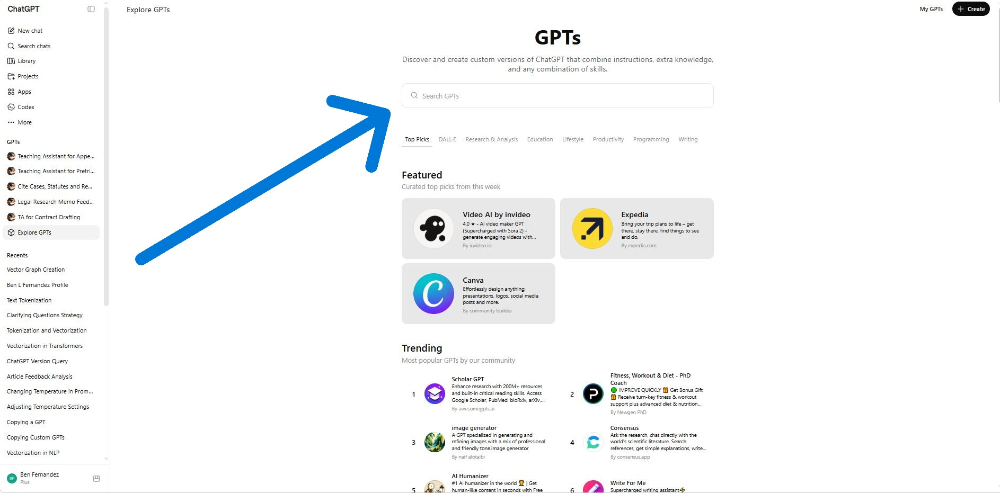 ChatGPT
New chat
Search chats
Library
Projects
Apps
Codex
More
GPTs
Teaching Assistant for Appe...
Teaching Assistant for Pretri...
Cite Cases, Statutes and Re...
Legal Research Memo Feed...
TA for Contract Drafting
Explore GPTs
Recents
Vector Graph Creation
Ben L Fernandez Profile
Text Tokenization
Clarifying Questions Strategy
Tokenization and Vectorization
Vectorization in Transformers
ChatGPT Version Query
Article Feedback Analysis
Changing Temperature in Prom...
Adjusting Temperature Settings
Copying a GPT
Copying Custom GPTs
Vectorization in NLP
BP
Ben Fernandez
Plus
Explore GPTs
My GPTs
Create
GPTs
Discover and create custom versions of ChatGPT that combine instructions, extra knowledge,
and any combination of skills.
Search GPTs
Top Picks DALL·E Research & Analysis Education Lifestyle Productivity Programming Writing
Featured
Curated top picks from this week
Video AI by invideo
4.0 ★ - AI video maker GPT
(Supercharged with Sora 2) -
generate engaging videos with...
By invideo.io
Expedia
Bring your trip plans to life – get
there, stay there, find things to see
and do.
By expedia.com
C
Canva
Effortlessly design anything:
presentations, logos, social media
posts and more.
By community builder
Trending
Most popular GPTs by our community
1
Scholar GPT
Enhance research with 200M+ resources
and built-in critical reading skills. Access
Google Scholar, PubMed, bioRxiv, arXiv,...
By awesomegpts.ai
2
P
Fitness, Workout & Diet - PhD
Coach
🟢 IMPROVE QUICKLY 🎁 Get Bonus Gift
🎁 Receive turn-key fitness & workout
support plus advanced diet & nutrition...
By Newgen PhD
3
image generator
A GPT specialized in generating and
refining images with a mix of professional
and friendly tone.image generator
By naif alotaibi
4
Consensus
Ask the research, chat directly with the
world's scientific literature. Search
references, get simple explanations, write...
By consensus.app
5
AI Humanizer
#1 AI humanizer in the world 🏆 | Get
human-like content in seconds with Free
6
Write For Me
Supercharged writing assistant⚡